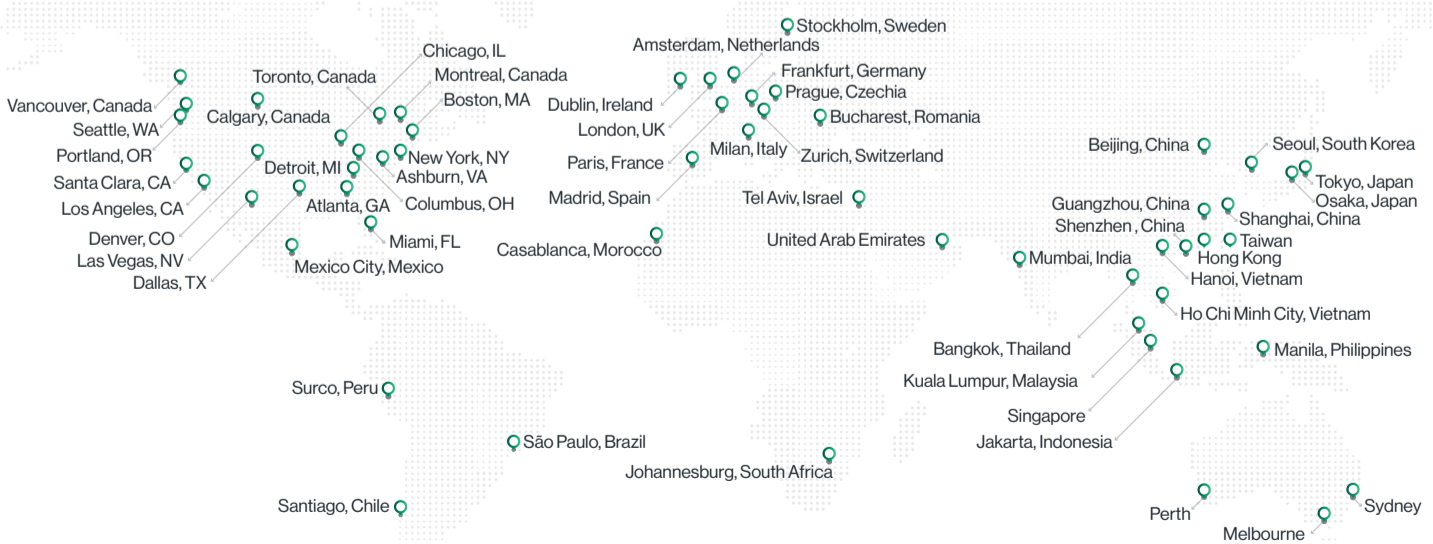 Stockholm, Sweden
Amsterdam, Netherlands
Chicago, IL
Toronto, Canada
Montreal, Canada
Frankfurt, Germany
Prague, Czechia
Boston, MA
Vancouver, Canada
Dublin, Ireland
Calgary, Canada
Bucharest, Romania
Seattle, WA
London, UK
Beijing, China
Seoul, South Korea
Milan, Italy
Portland, OR
Detroit, MI
New York, NY
Zurich, Switzerland
Paris, France
Ashburn, VA
Santa Clara, CA
Tokyo, Japan
Madrid, Spain
Tel Aviv, Israel
Osaka, Japan
Atlanta, GA
Columbus, OH
Guangzhou, China
Los Angeles, CA
Shanghai, China
Shenzhen , China
Denver, CO
Miami, FL
United Arab Emirates
Taiwan
Casablanca, Morocco
Las Vegas, NV
Mumbai, India
Hong Kong
Mexico City, Mexico
Dallas, TX
Hanoi, Vietnam
Ho Chi Minh City, Vietnam
Bangkok, Thailand
Manila, Philippines
Kuala Lumpur, Malaysia
Surco, Peru
Singapore
São Paulo, Brazil
Jakarta, Indonesia
Johannesburg, South Africa
Santiago, Chile
Sydney
Perth
Melbourne